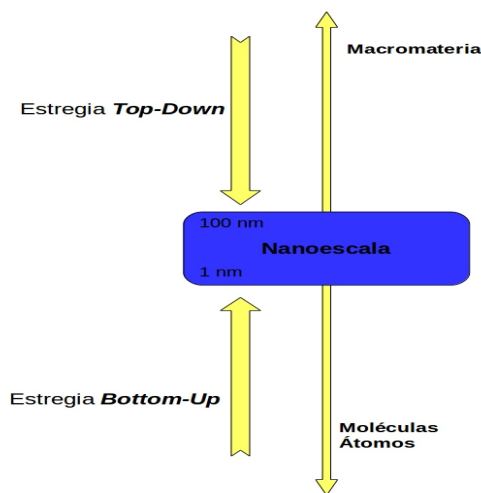 Macromateria
Estregia Top-Down
100 nm
Nanoescala
1 nm
Estregia Bottom-Up
Moléculas
Átomos